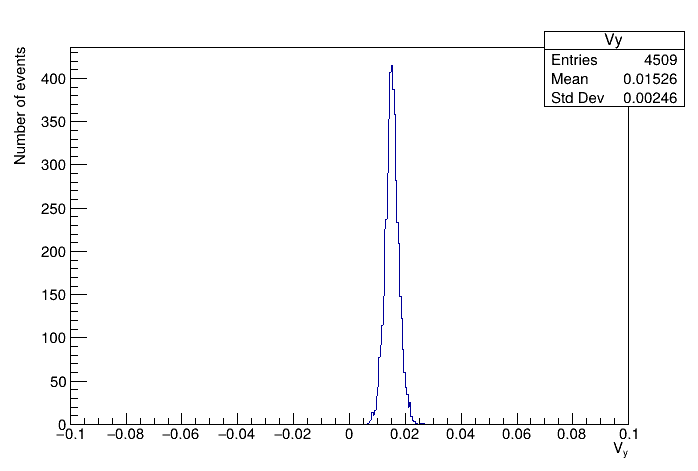 Vy
Entries 4509
Mean 0.01526
Std Dev 0.00246
Number of events
400
350
300
250
200
150
100
50
0
−0.1 −0.08 −0.06 −0.04 −0.02 0 0.02 0.04 0.06 0.08 0.1
Vy